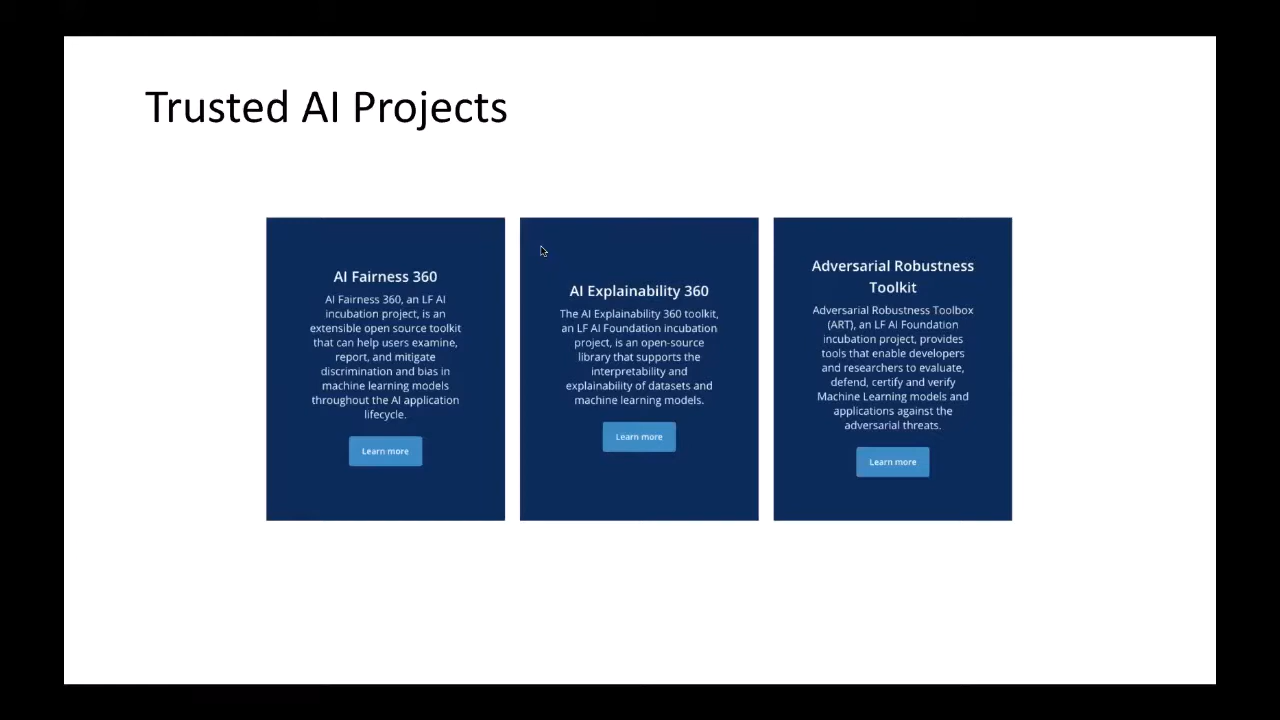 Trusted AI Projects
AI Fairness 360
AI Fairness 360, an LF AI
incubation project, is an
extensible open source toolkit
that can help users examine,
report, and mitigate
discrimination and bias in
machine learning models
throughout the AI application
lifecycle.
Learn more
AI Explainability 360
The AI Explainability 360 toolkit,
an LF AI Foundation incubation
project, is an open-source
library that supports the
interpretability and
explainability of datasets and
machine learning models.
Learn more
Adversarial Robustness
Toolkit
Adversarial Robustness Toolbox
(ART), an LF AI Foundation
incubation project, provides
tools that enable developers
and researchers to evaluate,
defend, certify and verify
Machine Learning models and
applications against the
adversarial threats.
Learn more